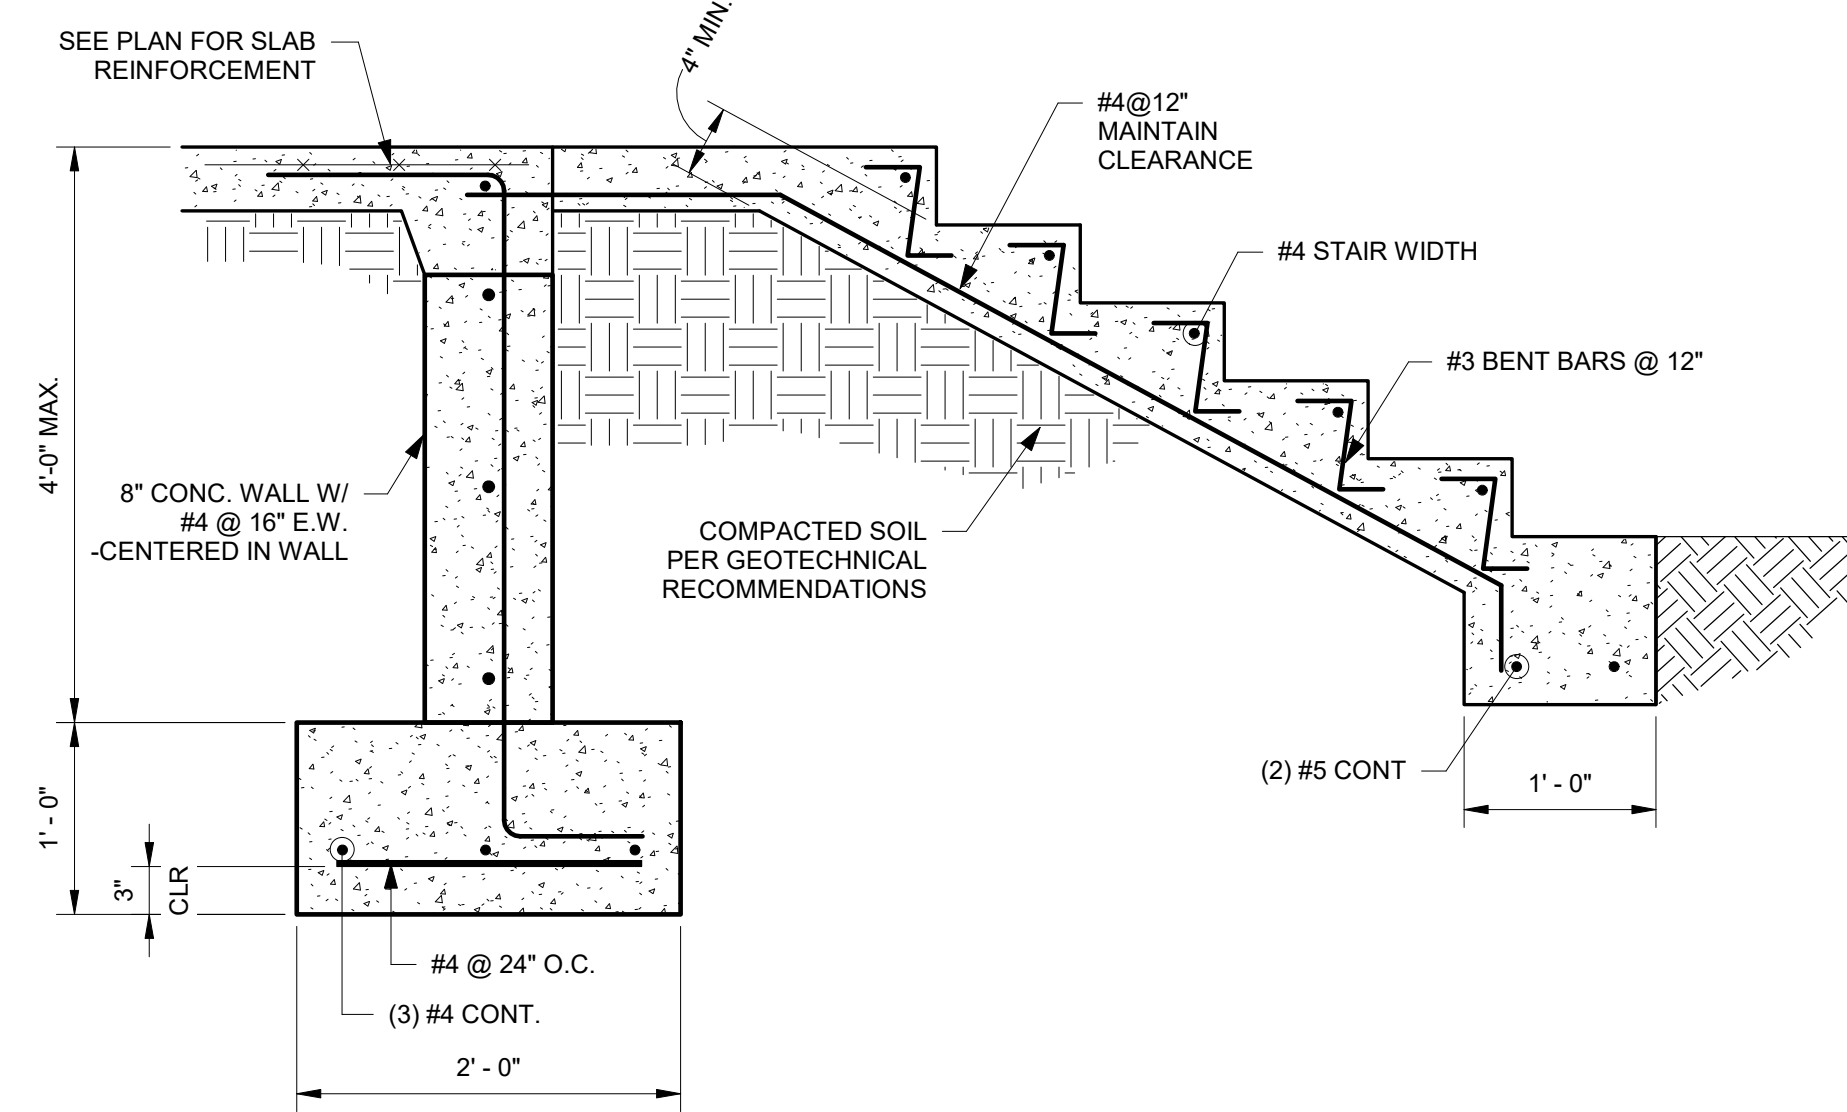 SEE PLAN FOR SLAB
REINFORCEMENT
4" MIN.
#4@12"
MAINTAIN
CLEARANCE
#4 STAIR WIDTH
#3 BENT BARS @ 12"
4'-0" MAX.
8" CONC. WALL W/
#4 @ 16" E.W.
-CENTERED IN WALL
COMPACTED SOIL
PER GEOTECHNICAL
RECOMMENDATIONS
(2) #5 CONT
1' - 0"
1' - 0"
3"
CLR
#4 @ 24" O.C.
(3) #4 CONT.
2' - 0"